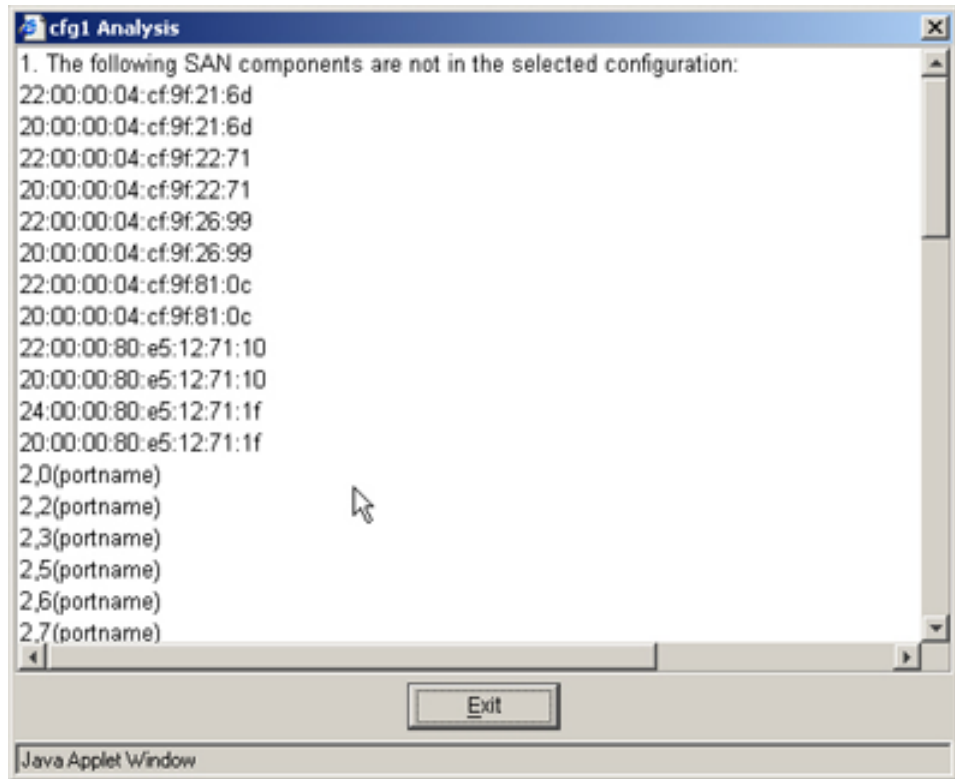 cfg1 Analysis
1. The following SAN components are not in the selected configuration:
22:00:00:04:cf:9f:21:6d
20:00:00:04:cf:9f:21:6d
22:00:00:04:cf:9f:22:71
20:00:00:04:cf:9f:22:71
22:00:00:04:cf:9f:26:99
20:00:00:04:cf:9f:26:99
22:00:00:04:cf:9f:81:0c
20:00:00:04:cf:9f:81:0c
22:00:00:80:e5:12:71:10
20:00:00:80:e5:12:71:10
24:00:00:80:e5:12:71:1f
20:00:00:80:e5:12:71:1f
2,0(portname)
2,2(portname)
2,3(portname)
2,5(portname)
2,6(portname)
2,7(portname)
Exit
Java Applet Window